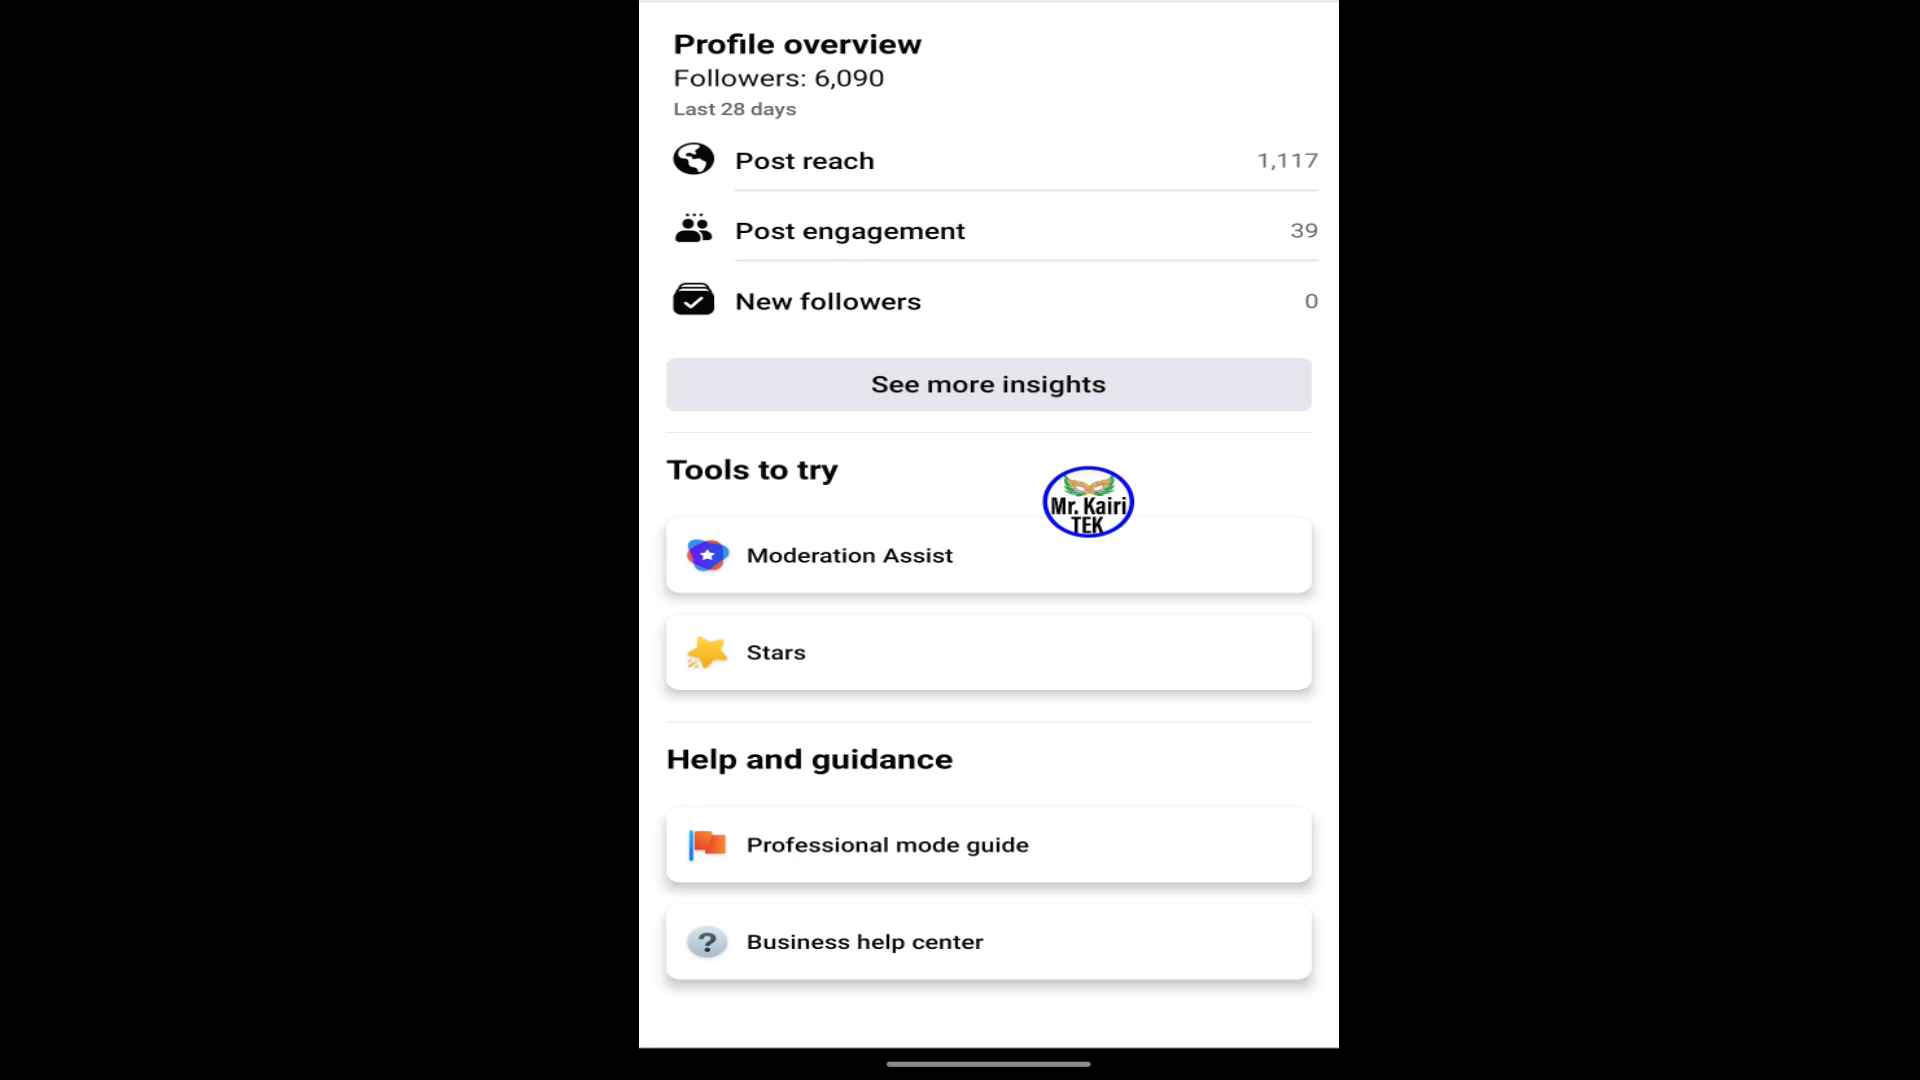 Profile overview
Followers: 6,090
Last 28 days
Post reach 1,117
Post engagement 39
New followers 0
See more insights
Tools to try
Mr. Kairi
TEK
Moderation Assist
Stars
Help and guidance
Professional mode guide
? Business help center